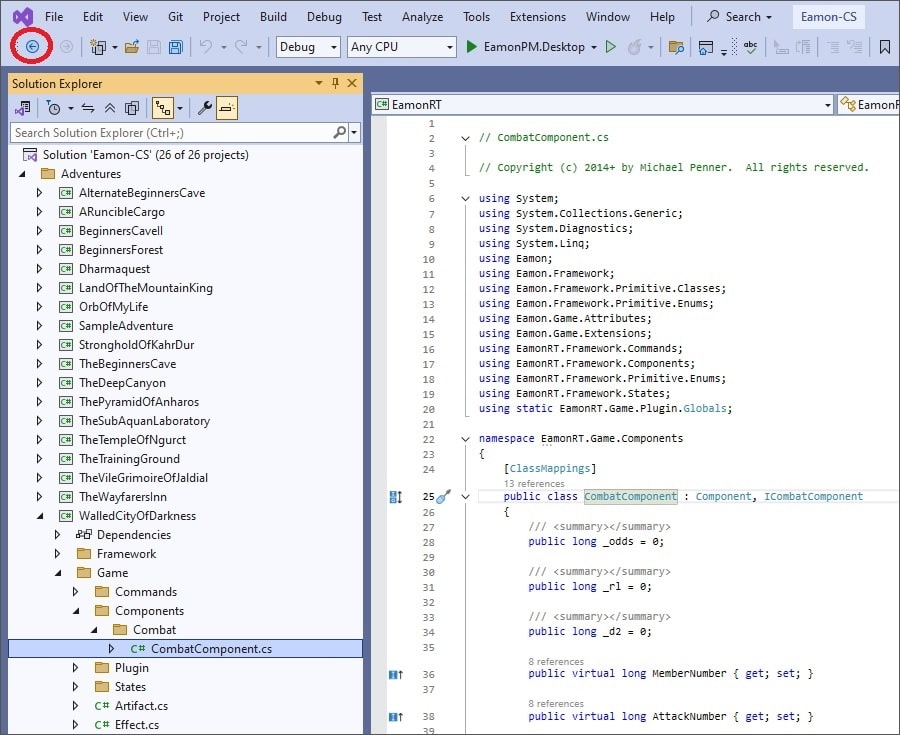 File Edit View Git Project Build Debug Test Analyze Tools Extensions Window Help Search Eamon-CS
Debug Any CPU EamonPM.Desktop abc
Solution Explorer
Search Solution Explorer (Ctrl+;)
Solution 'Eamon-CS' (26 of 26 projects)
Adventures
C# AlternateBeginnersCave
C# ARuncibleCargo
C# BeginnersCaveII
C# BeginnersForest
C# Dharmaquest
C# LandOfTheMountainKing
C# OrbOfMyLife
C# SampleAdventure
C# StrongholdOfKahrDur
C# TheBeginnersCave
C# TheDeepCanyon
C# ThePyramidOfAnharos
C# TheSubAquanLaboratory
C# TheTempleOfNgurct
C# TheTrainingGround
C# TheVileGrimoireOfJaldial
C# TheWayfarersInn
C# WalledCityOfDarkness
Dependencies
Framework
Game
Commands
Components
Combat
C# CombatComponent.cs
Plugin
States
C# Artifact.cs
C# Effect.cs
C# EamonRT EamonR
1
2 // CombatComponent.cs
3
4 // Copyright (c) 2014+ by Michael Penner.  All rights reserved.
5
6 using System;
7 using System.Collections.Generic;
8 using System.Diagnostics;
9 using System.Linq;
10 using Eamon;
11 using Eamon.Framework;
12 using Eamon.Framework.Primitive.Classes;
13 using Eamon.Framework.Primitive.Enums;
14 using Eamon.Game.Attributes;
15 using Eamon.Game.Extensions;
16 using EamonRT.Framework.Commands;
17 using EamonRT.Framework.Components;
18 using EamonRT.Framework.Primitive.Enums;
19 using EamonRT.Framework.States;
20 using static EamonRT.Game.Plugin.Globals;
21
22 namespace EamonRT.Game.Components
23 {
24 [ClassMappings]
13 references
25 public class CombatComponent : Component, ICombatComponent
26 {
27 /// <summary></summary>
28 public long _odds = 0;
29
30 /// <summary></summary>
31 public long _rl = 0;
32
33 /// <summary></summary>
34 public long _d2 = 0;
35
8 references
36 public virtual long MemberNumber { get; set; }
37
8 references
38 public virtual long AttackNumber { get; set; }
39